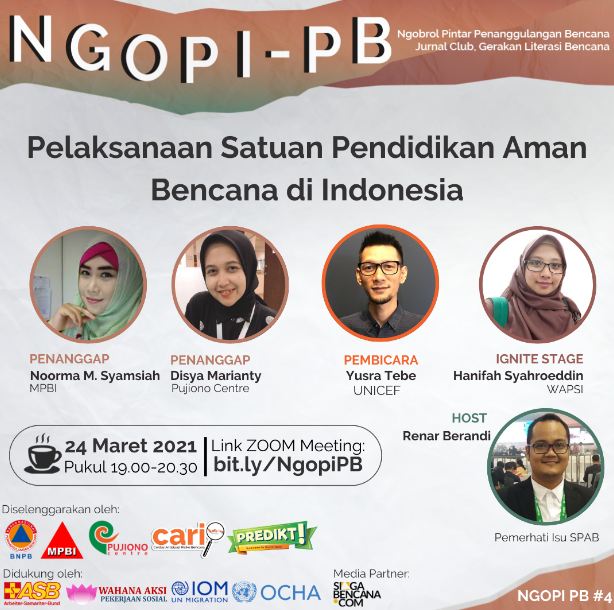 NGOPI-PB
Ngobrol Pintar Penanggulangan Bencana
Jurnal Club, Gerakan Literasi Bencana
Pelaksanaan Satuan Pendidikan Aman
Bencana di Indonesia
PENANGGAP
Noorma M. Syamsiah
MPBI
PENANGGAP
Disya Marianty
Pujiono Centre
PEMBICARA
Yusra Tebe
UNICEF
IGNITE STAGE
Hanifah Syahroeddin
WAPSI
HOST
Renar Berandi
Pemerhati Isu SPAB
24 Maret 2021
Pukul 19.00-20.30
Link ZOOM Meeting:
bit.ly/NgopiPB
Diselenggarakan oleh:
BNPB
MPBI
PUJIONO
centre
cari
PREDIKT!
Didukung oleh:
ASB
Arbeiter-Samariter-Bund
WAHANA AKSI
PEKERJAAN SOSIAL
IOM
UN MIGRATION
OCHA
Media Partner:
SIAGA
BENCANA
.COM
NGOPI PB #4